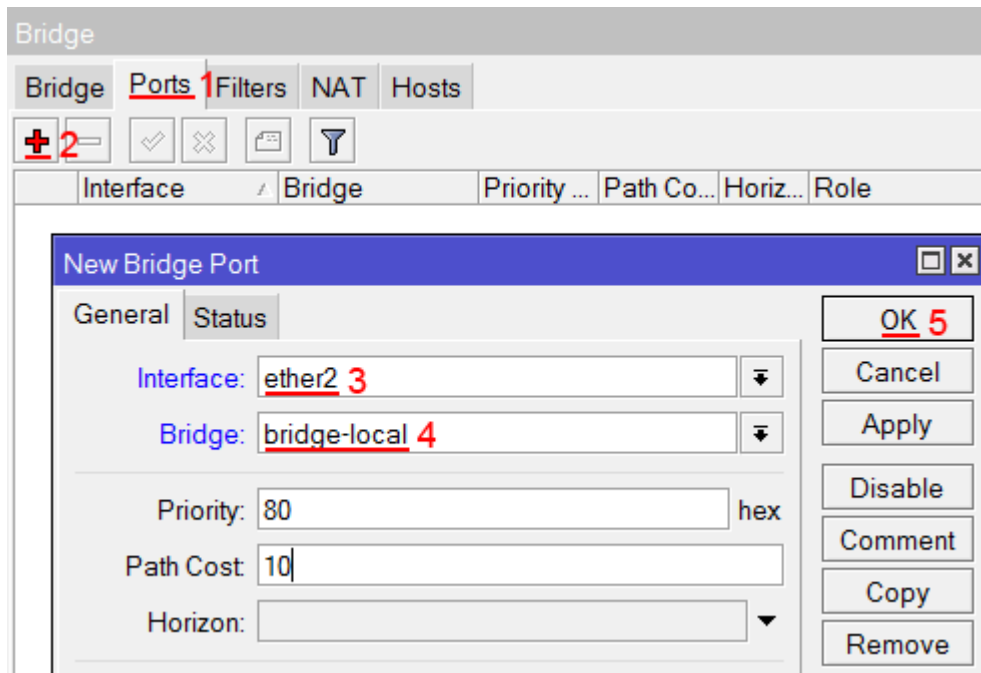 Bridge
Bridge Ports 1 Filters NAT Hosts
2
Interface Bridge Priority ... Path Co... Horiz... Role
New Bridge Port
General Status
OK 5
Interface: ether2 3
Cancel
Bridge: bridge-local 4
Apply
Disable
Priority: 80 hex
Comment
Path Cost: 10
Copy
Horizon:
Remove